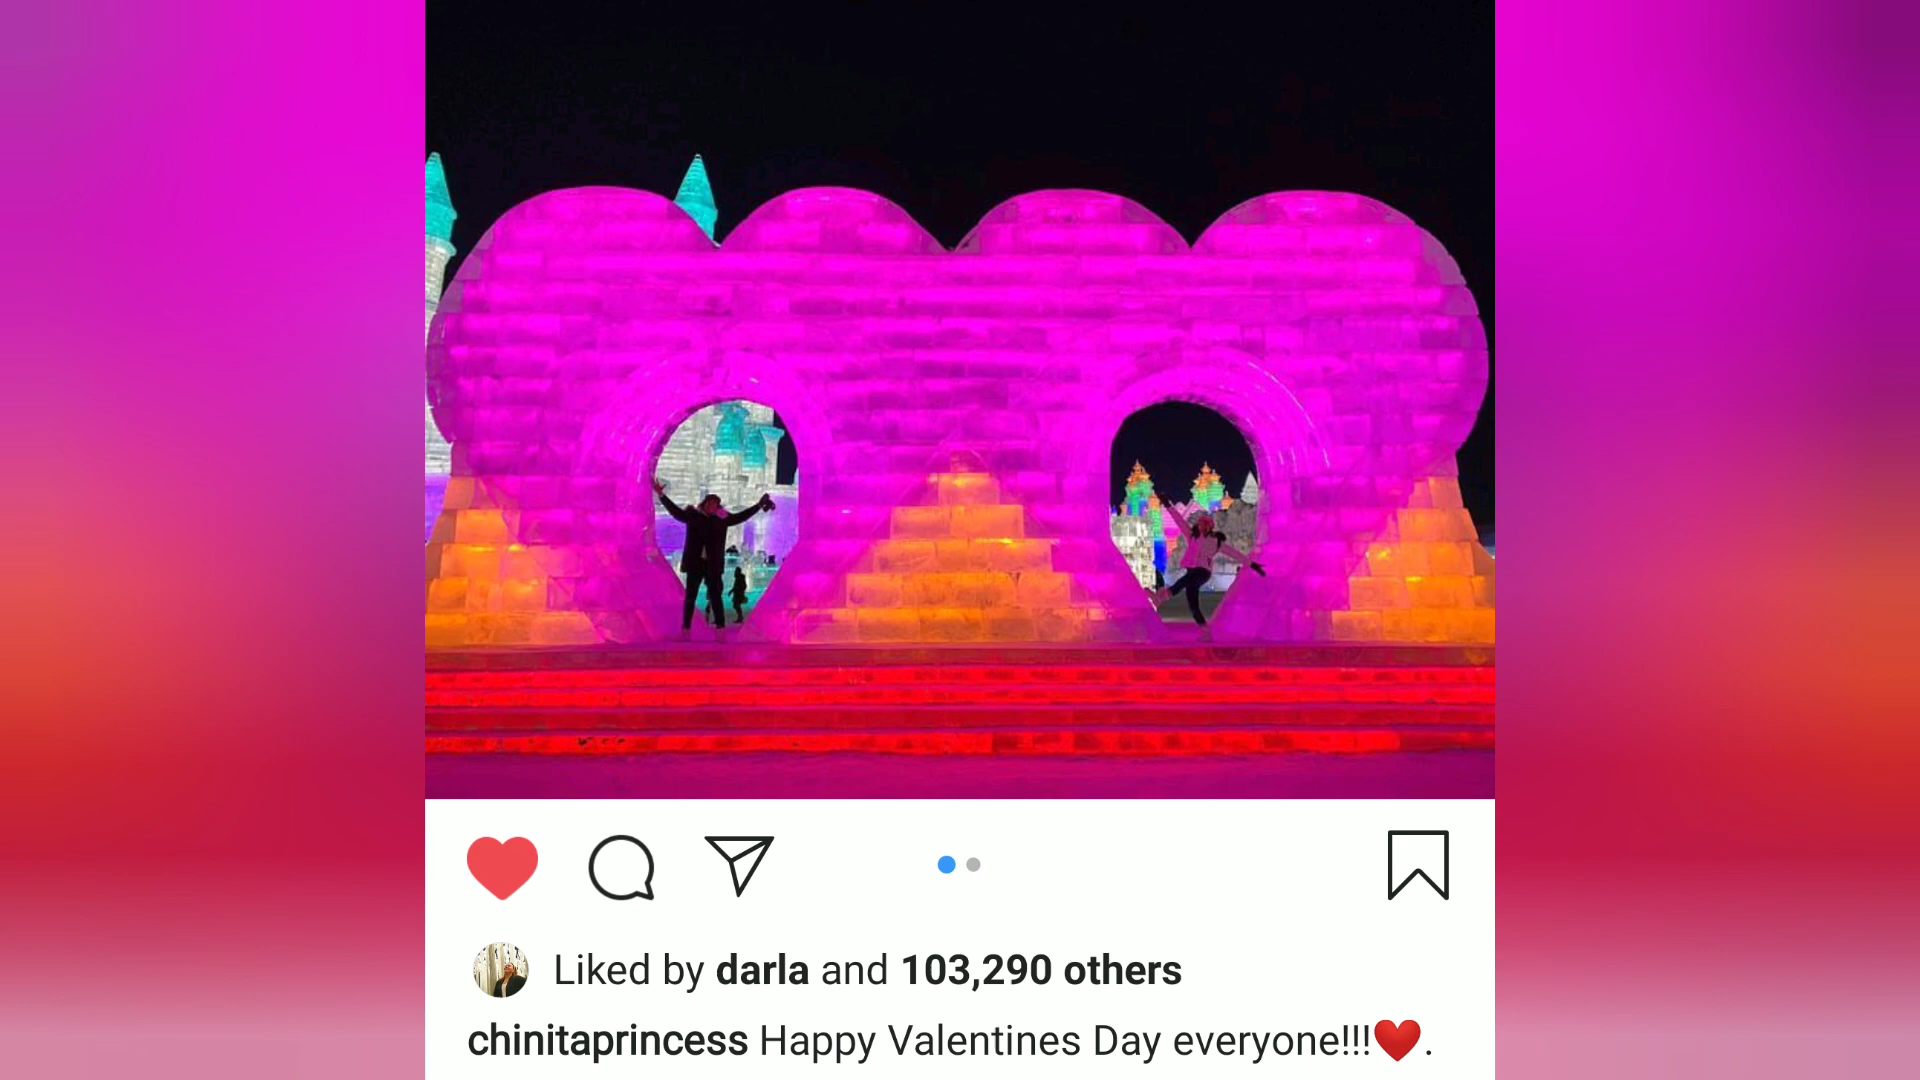 Liked by darla and 103,290 others
chinitaprincess Happy Valentines Day everyone!!!❤️.